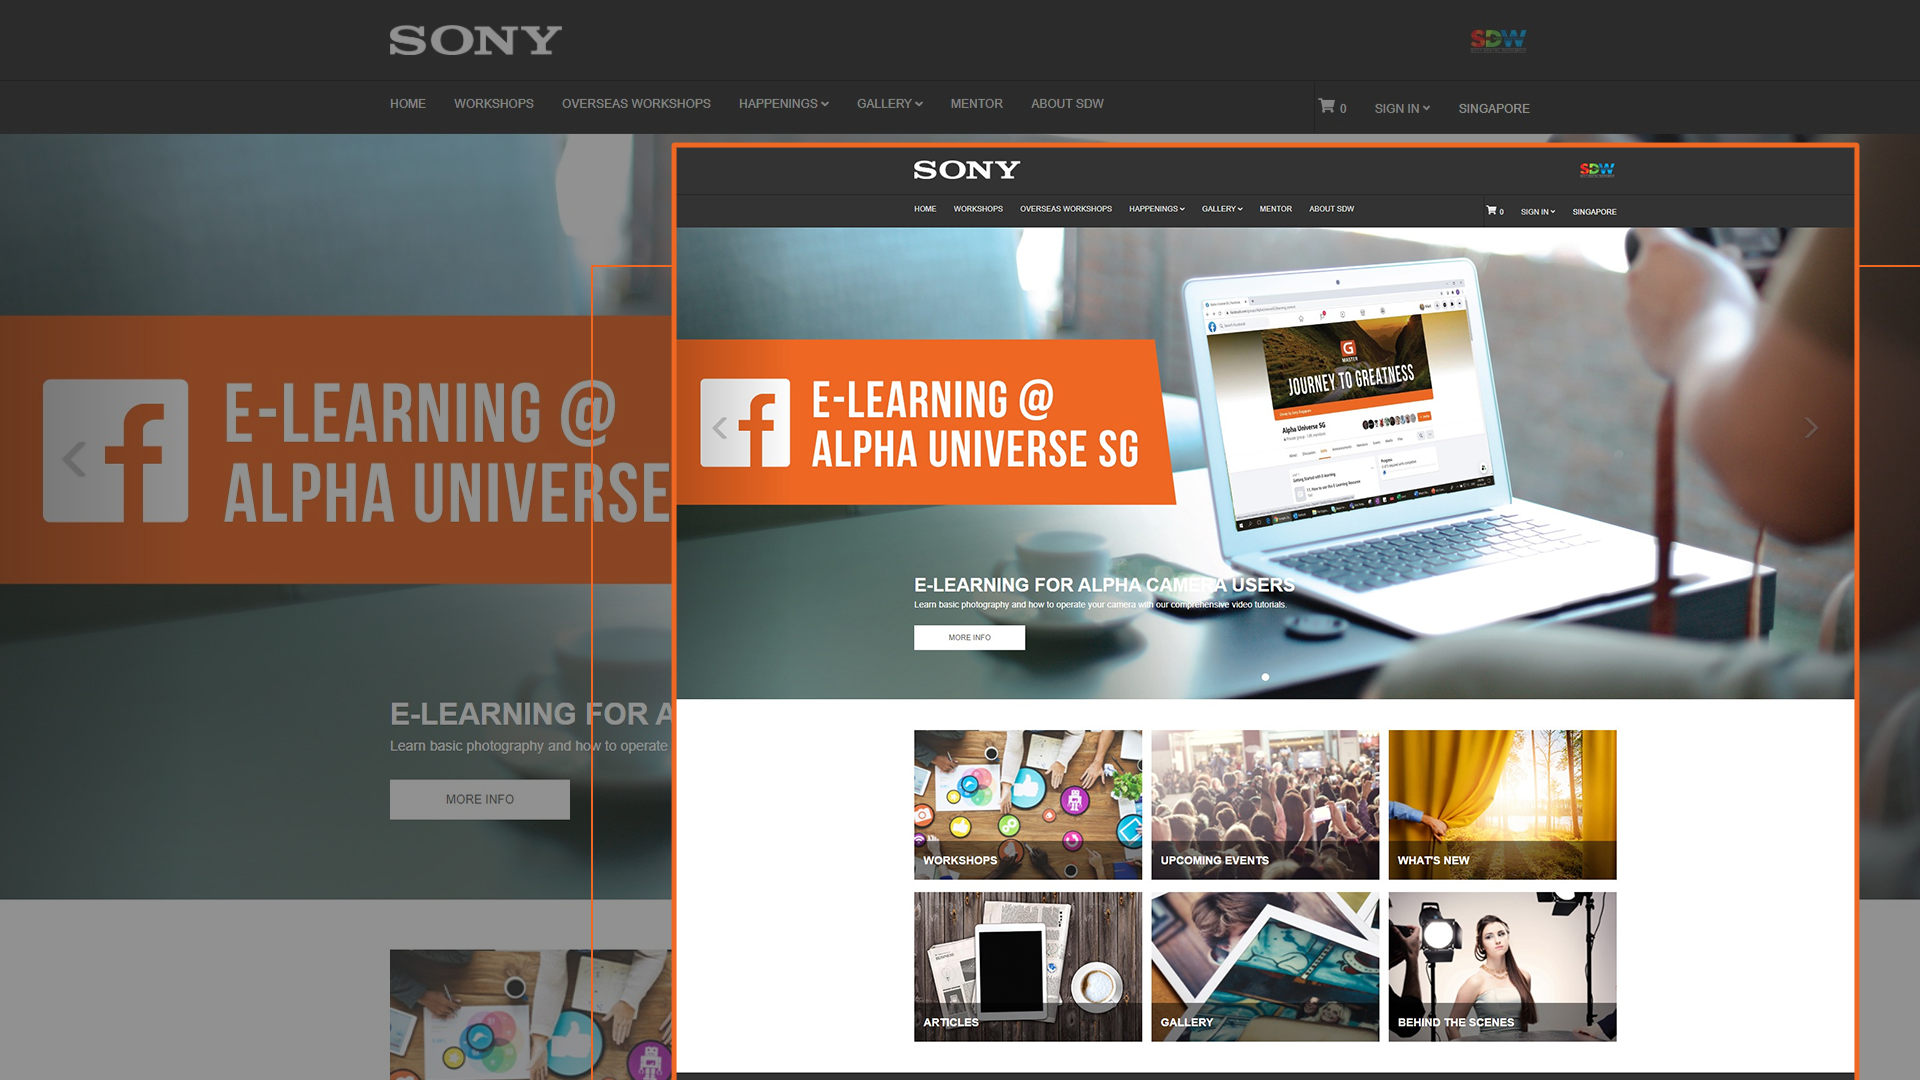 SONY
SDW
HOME WORKSHOPS OVERSEAS WORKSHOPS HAPPENINGS GALLERY MENTOR ABOUT SDW
0 SIGN IN SINGAPORE
E-LEARNING @
ALPHA UNIVERSE
E-LEARNING FOR A
Learn basic photography and how to operate
MORE INFO
SONY
SDW
HOME WORKSHOPS OVERSEAS WORKSHOPS HAPPENINGS GALLERY MENTOR ABOUT SDW
0 SIGN IN SINGAPORE
E-LEARNING @
ALPHA UNIVERSE SG
G
MASTER
JOURNEY TO GREATNESS
Alpha Universe SG
E-LEARNING FOR ALPHA CAMERA USERS
Learn basic photography and how to operate your camera with our comprehensive video tutorials.
MORE INFO
WORKSHOPS
UPCOMING EVENTS
WHAT'S NEW
ARTICLES
GALLERY
BEHIND THE SCENES